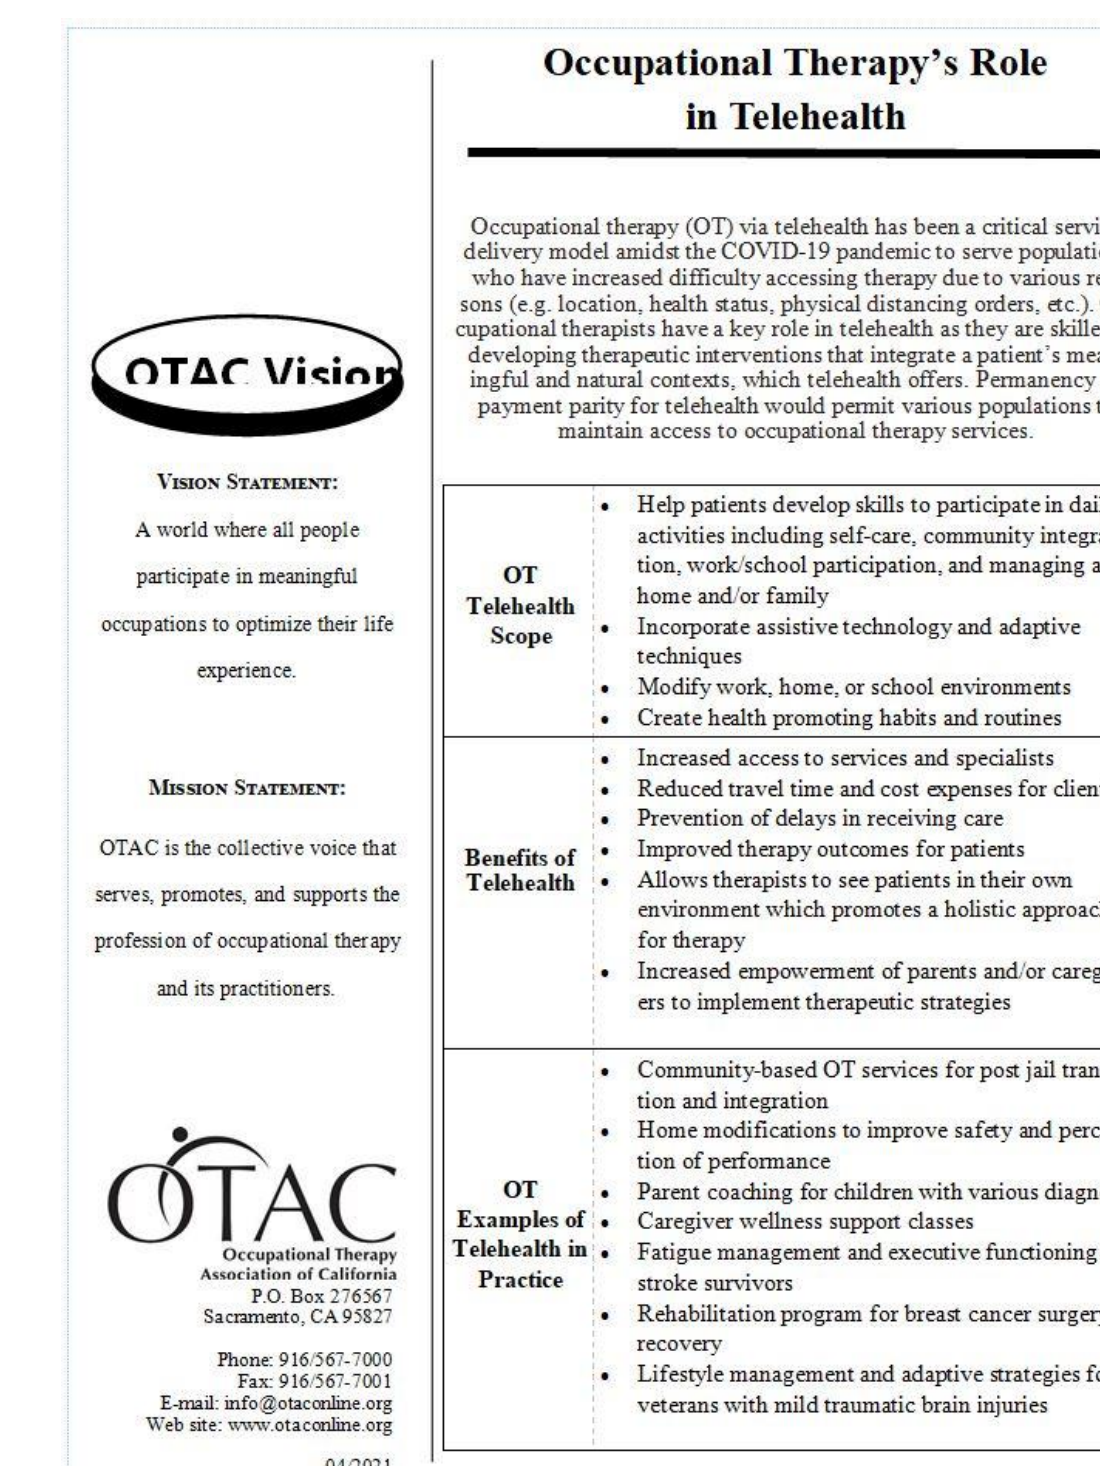 Occupational Therapy's Role
in Telehealth
Occupational therapy (OT) via telehealth has been a critical
delivery model amidst the COVID-19 pandemic to serve
who have increased difficulty accessing therapy due to various
sons (e.g. location, health status, physical distancing orders, etc.).
cupational therapists have a key role in telehealth as they are
developing therapeutic interventions that integrate a patient's
ingful and natural contexts, which telehealth offers. Permanency
payment parity for telehealth would permit various populations
maintain access to occupational therapy services.
OTAC Vision
VISION STATEMENT:
A world where all people
participate in meaningful
occupations to optimize their life
experience.
MISSION STATEMENT:
OTAC is the collective voice that
serves, promotes, and supports the
profession of occupational therapy
and its practitioners.
OTAC
Occupational Therapy
Association of California
P.O. Box 276567
Sacramento, CA 95827
Phone: 916/567-7000
Fax: 916/567-7001
E-mail: info@otaconline.org
Web site: www.otaconline.org
04/2021
OT
Telehealth
Scope
• Help patients develop skills to participate in
activities including self-care, community
tion, work/school participation, and managing
home and/or family
• Incorporate assistive technology and adaptive
techniques
• Modify work, home, or school environments
• Create health promoting habits and routines
Benefits of
Telehealth
• Increased access to services and specialists
• Reduced travel time and cost expenses for
• Prevention of delays in receiving care
• Improved therapy outcomes for patients
• Allows therapists to see patients in their own
environment which promotes a holistic
for therapy
• Increased empowerment of parents and/or
ers to implement therapeutic strategies
OT
Examples of
Telehealth in
Practice
• Community-based OT services for post jail
tion and integration
• Home modifications to improve safety and
tion of performance
• Parent coaching for children with various
• Caregiver wellness support classes
• Fatigue management and executive functioning
stroke survivors
• Rehabilitation program for breast cancer
recovery
• Lifestyle management and adaptive strategies
veterans with mild traumatic brain injuries